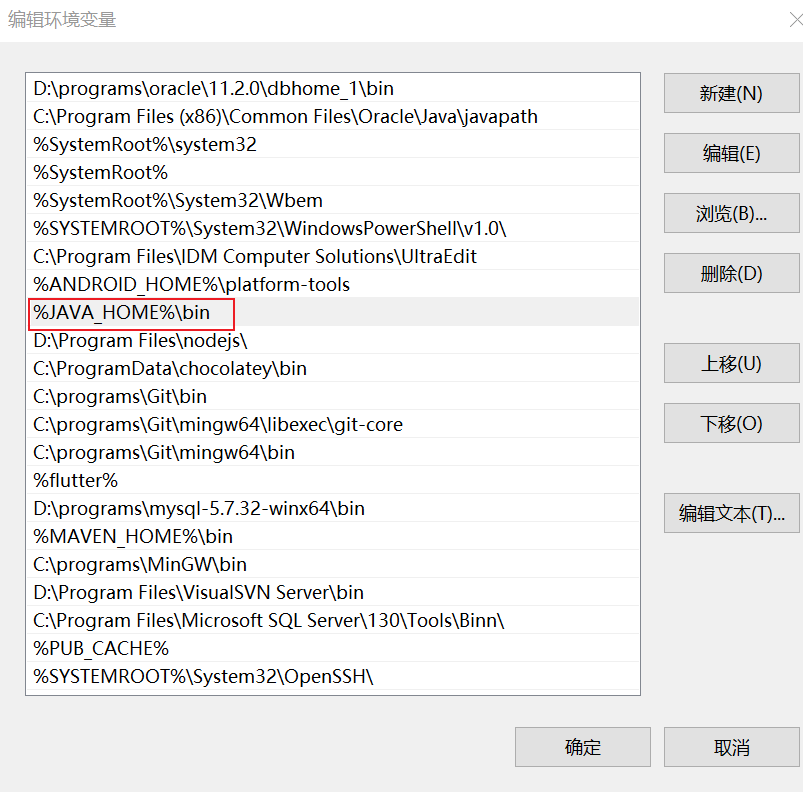 编辑环境变量
D:\programs\oracle\11.2.0\dbhome_1\bin
C:\Program Files (x86)\Common Files\Oracle\Java\javapath
%SystemRoot%\system32
%SystemRoot%
%SystemRoot%\System32\Wbem
%SYSTEMROOT%\System32\WindowsPowerShell\v1.0\
C:\Program Files\IDM Computer Solutions\UltraEdit
%ANDROID_HOME%\platform-tools
%JAVA_HOME%\bin
D:\Program Files\nodejs\
C:\ProgramData\chocolatey\bin
C:\programs\Git\bin
C:\programs\Git\mingw64\libexec\git-core
C:\programs\Git\mingw64\bin
%flutter%
D:\programs\mysql-5.7.32-winx64\bin
%MAVEN_HOME%\bin
C:\programs\MinGW\bin
D:\Program Files\VisualSVN Server\bin
C:\Program Files\Microsoft SQL Server\130\Tools\Binn\
%PUB_CACHE%
%SYSTEMROOT%\System32\OpenSSH\
新建(N)
编辑(E)
浏览(B)...
删除(D)
上移(U)
下移(O)
编辑文本(T)...
确定
取消